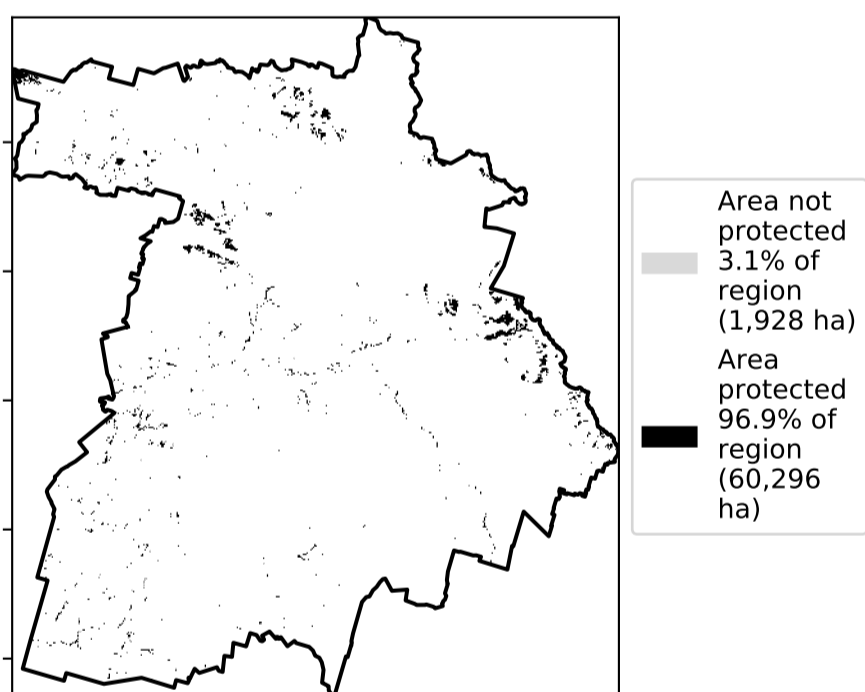 Area not
protected
3.1% of
region
(1,928 ha)
Area
protected
96.9% of
region
(60,296
ha)